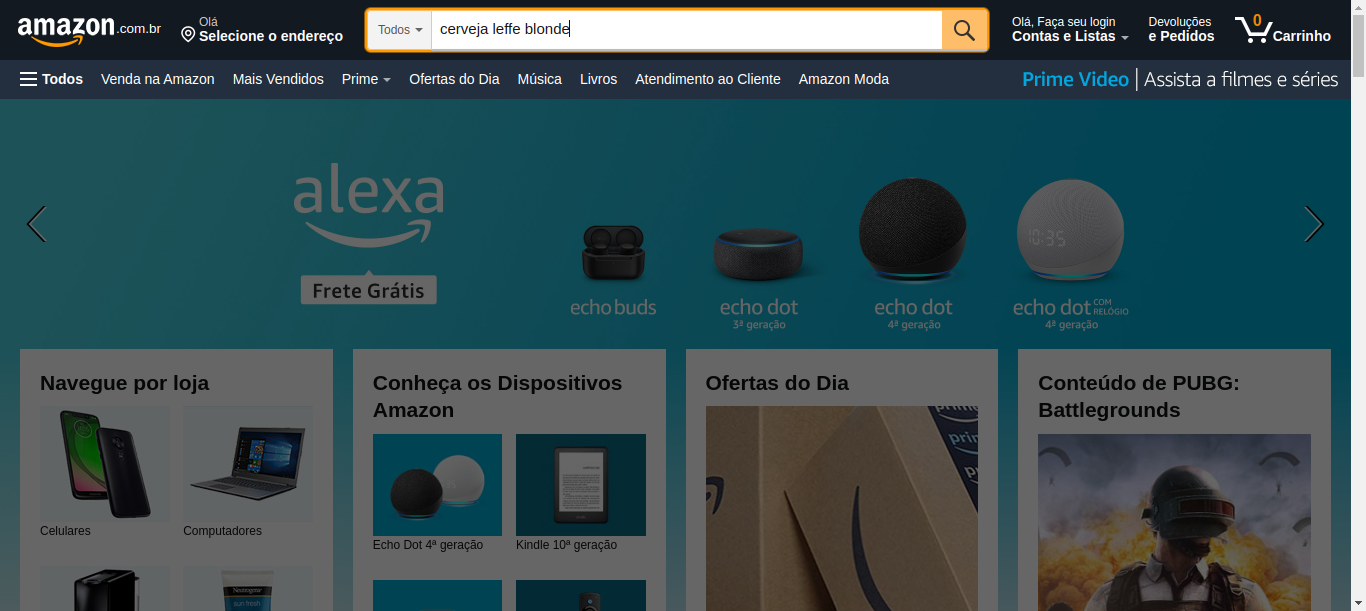 amazon.com.br
Olá
Selecione o endereço
Todos
cerveja leffe blonde
Olá, Faça seu login
Contas e Listas
Devoluções
e Pedidos
0
Carrinho
Todos
Venda na Amazon
Mais Vendidos
Prime
Ofertas do Dia
Música
Livros
Atendimento ao Cliente
Amazon Moda
Prime Video | Assista a filmes e séries
alexa
Frete Grátis
echo buds
echo dot
3ª geração
echo dot
4ª geração
10:35
echo dot COM RELÓGIO
4ª geração
Navegue por loja
Celulares
Computadores
Neutrogena
sun fresh
Conheça os Dispositivos
Amazon
Echo Dot 4ª geração
Kindle 10ª geração
Ofertas do Dia
prime
prim
Conteúdo de PUBG:
Battlegrounds